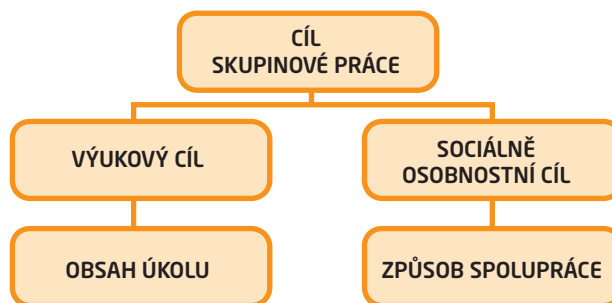 CÍL
SKUPINOVÉ PRÁCE
VÝUKOVÝ CÍL
SOCIÁLNĚ
OSOBNOSTNÍ CÍL
OBSAH ÚKOLU
ZPŮSOB SPOLUPRÁCE